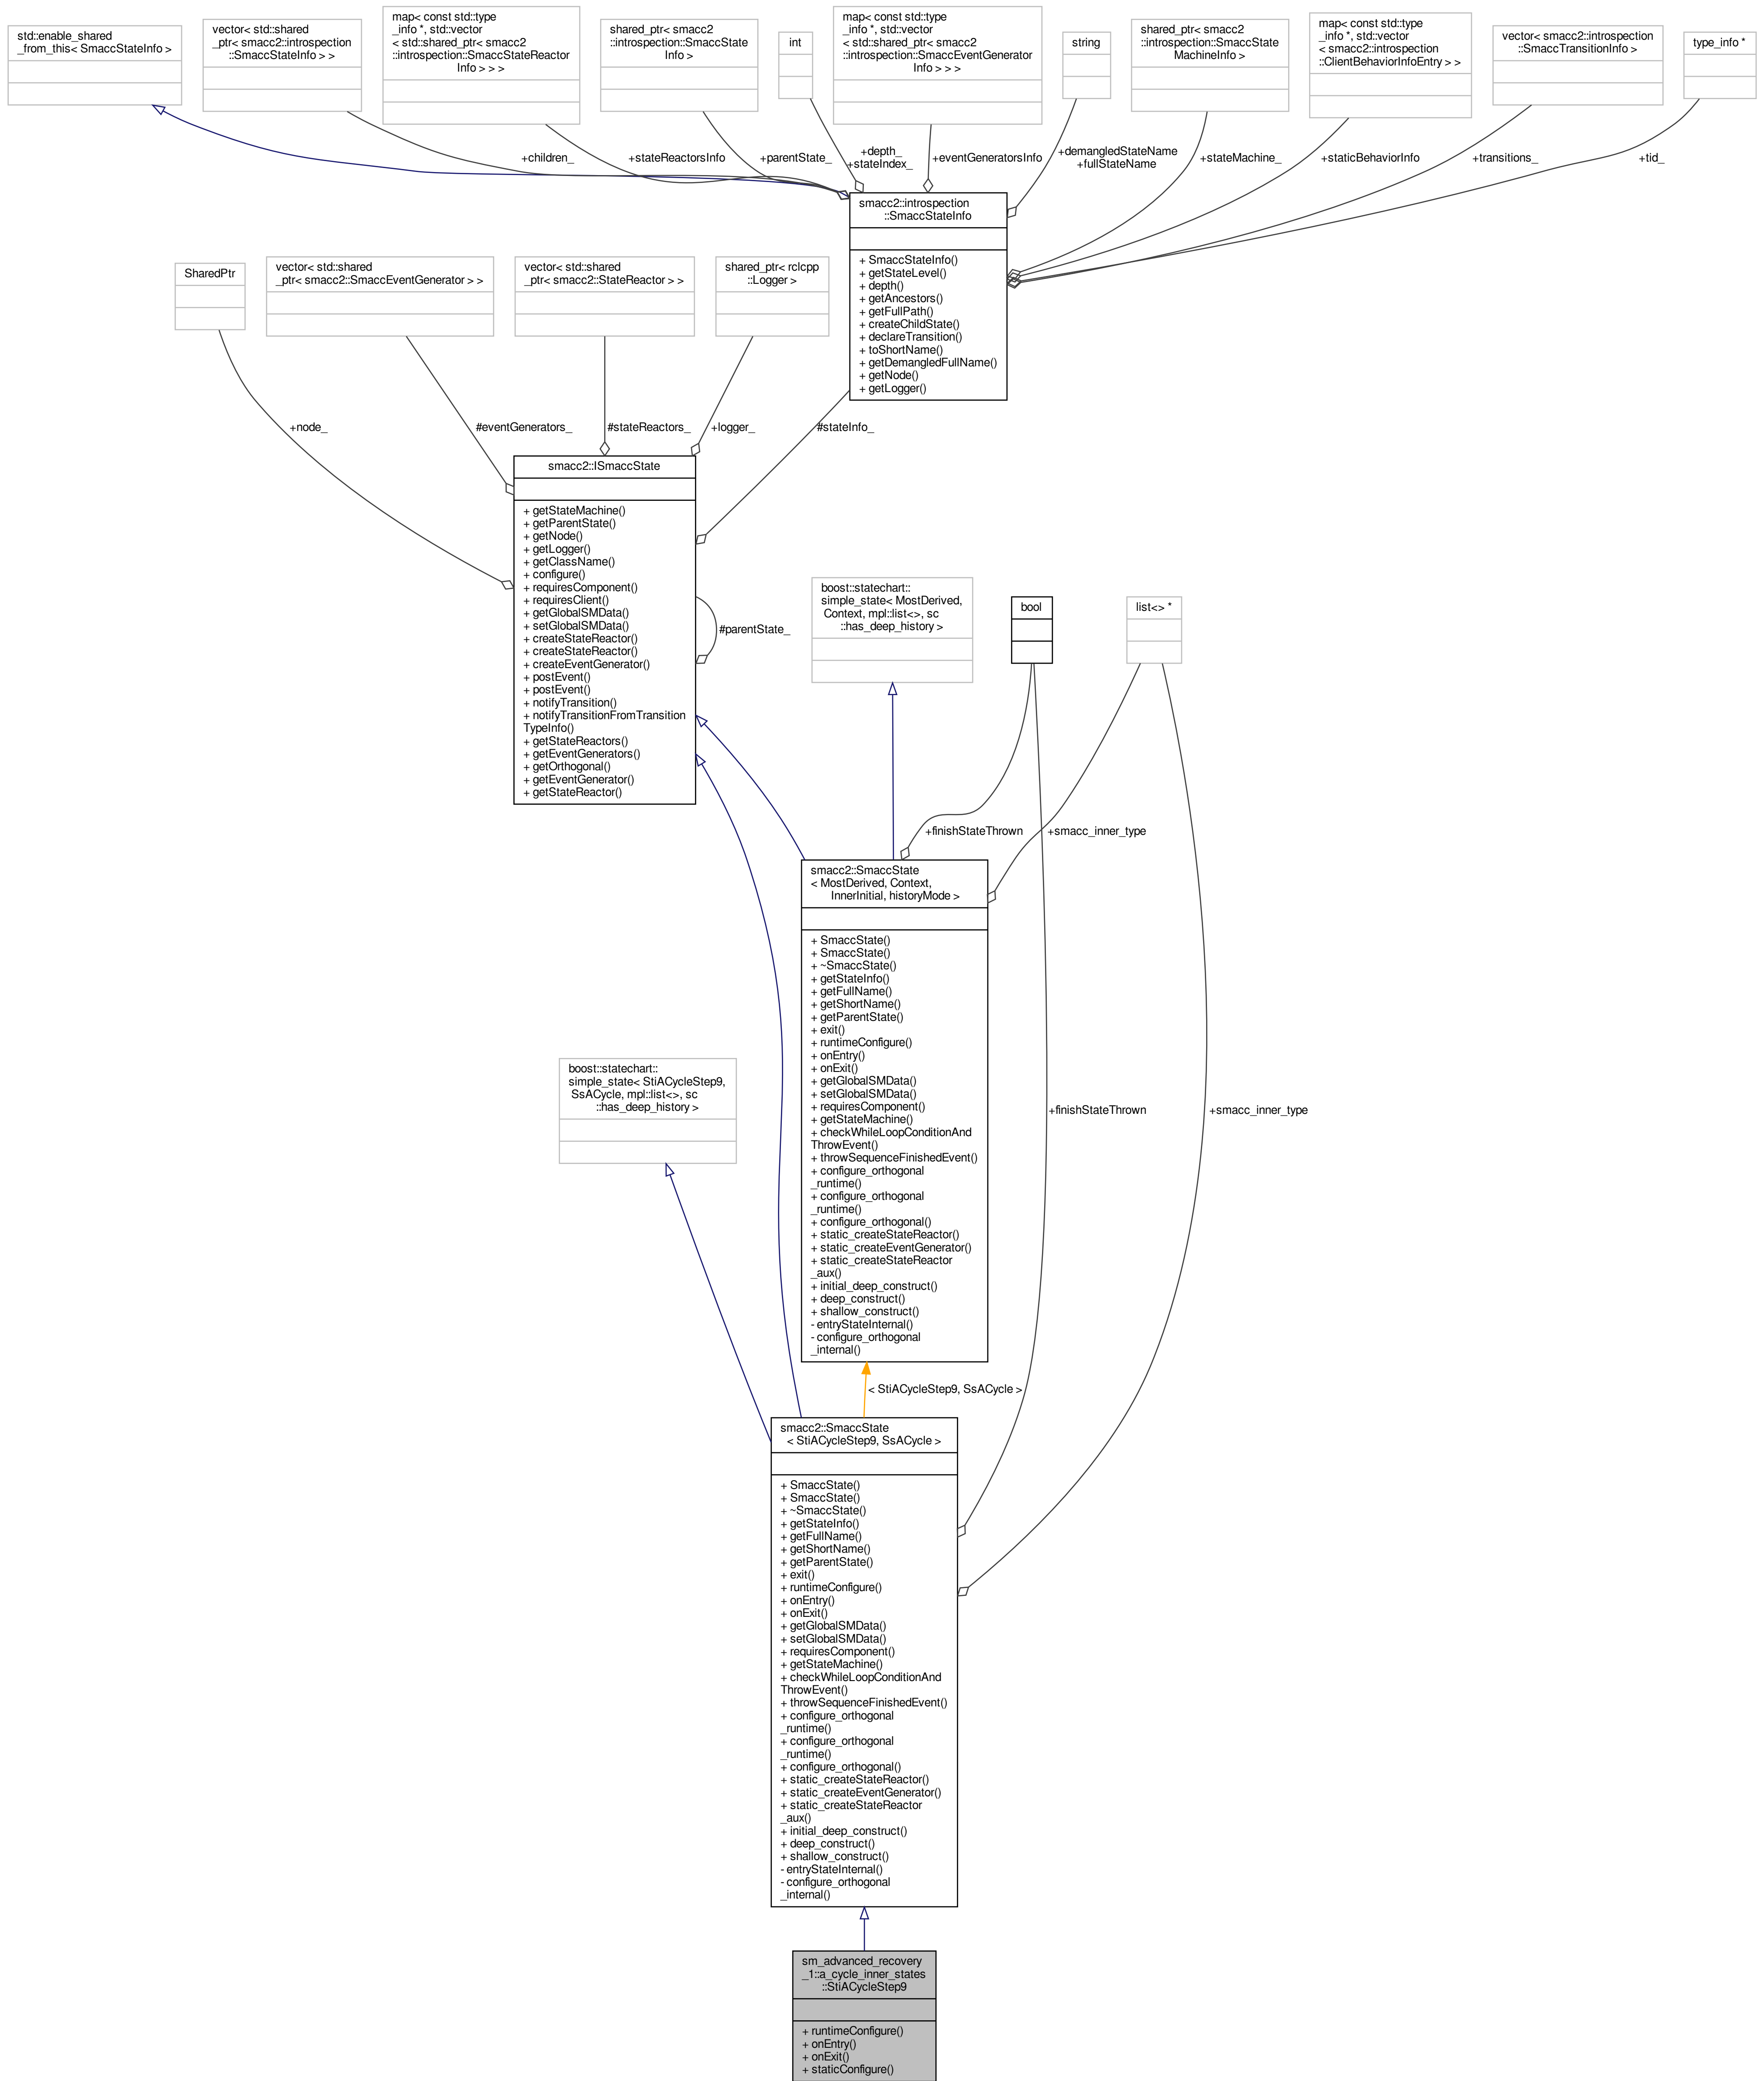 std::enable_shared
_from_this< SmaccStateInfo >
vector< std::shared
_ptr< smacc2::introspection
::SmaccStateInfo > >
map< const std::type
_info *, std::vector
< std::shared_ptr< smacc2
::introspection::SmaccStateReactor
Info > > >
shared_ptr< smacc2
::introspection::SmaccState
Info >
int
map< const std::type
_info *, std::vector
< std::shared_ptr< smacc2
::introspection::SmaccEventGenerator
Info > > >
string
shared_ptr< smacc2
::introspection::SmaccState
MachineInfo >
map< const std::type
_info *, std::vector
< smacc2::introspection
::ClientBehaviorInfoEntry > >
vector< smacc2::introspection
::SmaccTransitionInfo >
type_info *
+children_
+stateReactorsInfo
+parentState_
+depth_
+stateIndex_
+eventGeneratorsInfo
+demangledStateName
+fullStateName
+stateMachine_
+staticBehaviorInfo
+transitions_
+tid_
smacc2::introspection
::SmaccStateInfo
+ SmaccStateInfo()
+ getStateLevel()
+ depth()
+ getAncestors()
+ getFullPath()
+ createChildState()
+ declareTransition()
+ toShortName()
+ getDemangledFullName()
+ getNode()
+ getLogger()
SharedPtr
vector< std::shared
_ptr< smacc2::SmaccEventGenerator > >
vector< std::shared
_ptr< smacc2::StateReactor > >
shared_ptr< rclcpp
::Logger >
+node_
#eventGenerators_
#stateReactors_
+logger_
#stateInfo_
smacc2::ISmaccState
+ getStateMachine()
+ getParentState()
+ getNode()
+ getLogger()
+ getClassName()
+ configure()
+ requiresComponent()
+ requiresClient()
+ getGlobalSMData()
+ setGlobalSMData()
+ createStateReactor()
+ createStateReactor()
+ createEventGenerator()
+ postEvent()
+ postEvent()
+ notifyTransition()
+ notifyTransitionFromTransition
TypeInfo()
+ getStateReactors()
+ getEventGenerators()
+ getOrthogonal()
+ getEventGenerator()
+ getStateReactor()
#parentState_
boost::statechart::
simple_state< MostDerived,
Context, mpl::list<>, sc
::has_deep_history >
bool
list<> *
+finishStateThrown
+smacc_inner_type
smacc2::SmaccState
< MostDerived, Context,
InnerInitial, historyMode >
+ SmaccState()
+ SmaccState()
+ ~SmaccState()
+ getStateInfo()
+ getFullName()
+ getShortName()
+ getParentState()
+ exit()
+ runtimeConfigure()
+ onEntry()
+ onExit()
+ getGlobalSMData()
+ setGlobalSMData()
+ requiresComponent()
+ getStateMachine()
+ checkWhileLoopConditionAnd
ThrowEvent()
+ throwSequenceFinishedEvent()
+ configure_orthogonal
_runtime()
+ configure_orthogonal
_runtime()
+ configure_orthogonal()
+ static_createStateReactor()
+ static_createEventGenerator()
+ static_createStateReactor
_aux()
+ initial_deep_construct()
+ deep_construct()
+ shallow_construct()
- entryStateInternal()
- configure_orthogonal
_internal()
boost::statechart::
simple_state< StiACycleStep9,
SsACycle, mpl::list<>, sc
::has_deep_history >
+finishStateThrown
+smacc_inner_type
< StiACycleStep9, SsACycle >
smacc2::SmaccState
< StiACycleStep9, SsACycle >
+ SmaccState()
+ SmaccState()
+ ~SmaccState()
+ getStateInfo()
+ getFullName()
+ getShortName()
+ getParentState()
+ exit()
+ runtimeConfigure()
+ onEntry()
+ onExit()
+ getGlobalSMData()
+ setGlobalSMData()
+ requiresComponent()
+ getStateMachine()
+ checkWhileLoopConditionAnd
ThrowEvent()
+ throwSequenceFinishedEvent()
+ configure_orthogonal
_runtime()
+ configure_orthogonal
_runtime()
+ configure_orthogonal()
+ static_createStateReactor()
+ static_createEventGenerator()
+ static_createStateReactor
_aux()
+ initial_deep_construct()
+ deep_construct()
+ shallow_construct()
- entryStateInternal()
- configure_orthogonal
_internal()
sm_advanced_recovery
_1::a_cycle_inner_states
::StiACycleStep9
+ runtimeConfigure()
+ onEntry()
+ onExit()
+ staticConfigure()